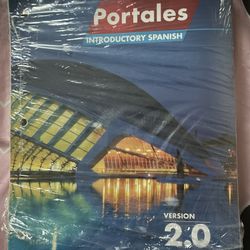 Portales
INTRODUCTORY SPANISH
VERSION
2.0